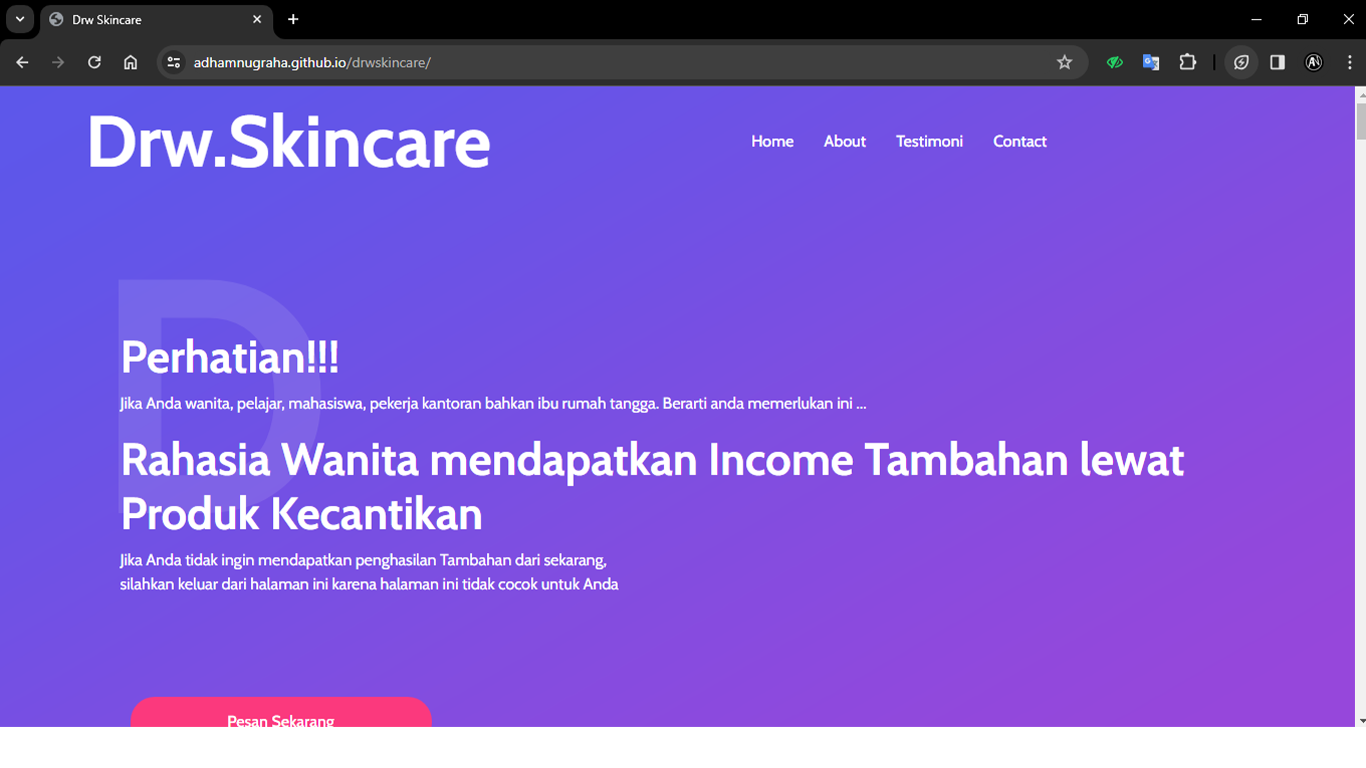 Drw Skincare
adhamnugraha.github.io/drwskincare/
AN
Drw.Skincare
Home About Testimoni Contact
D
Perhatian!!!
Jika Anda wanita, pelajar, mahasiswa, pekerja kantoran bahkan ibu rumah tangga. Berarti anda memerlukan ini ...
Rahasia Wanita mendapatkan Income Tambahan lewat
Produk Kecantikan
Jika Anda tidak ingin mendapatkan penghasilan Tambahan dari sekarang,
silahkan keluar dari halaman ini karena halaman ini tidak cocok untuk Anda
Pesan Sekarang